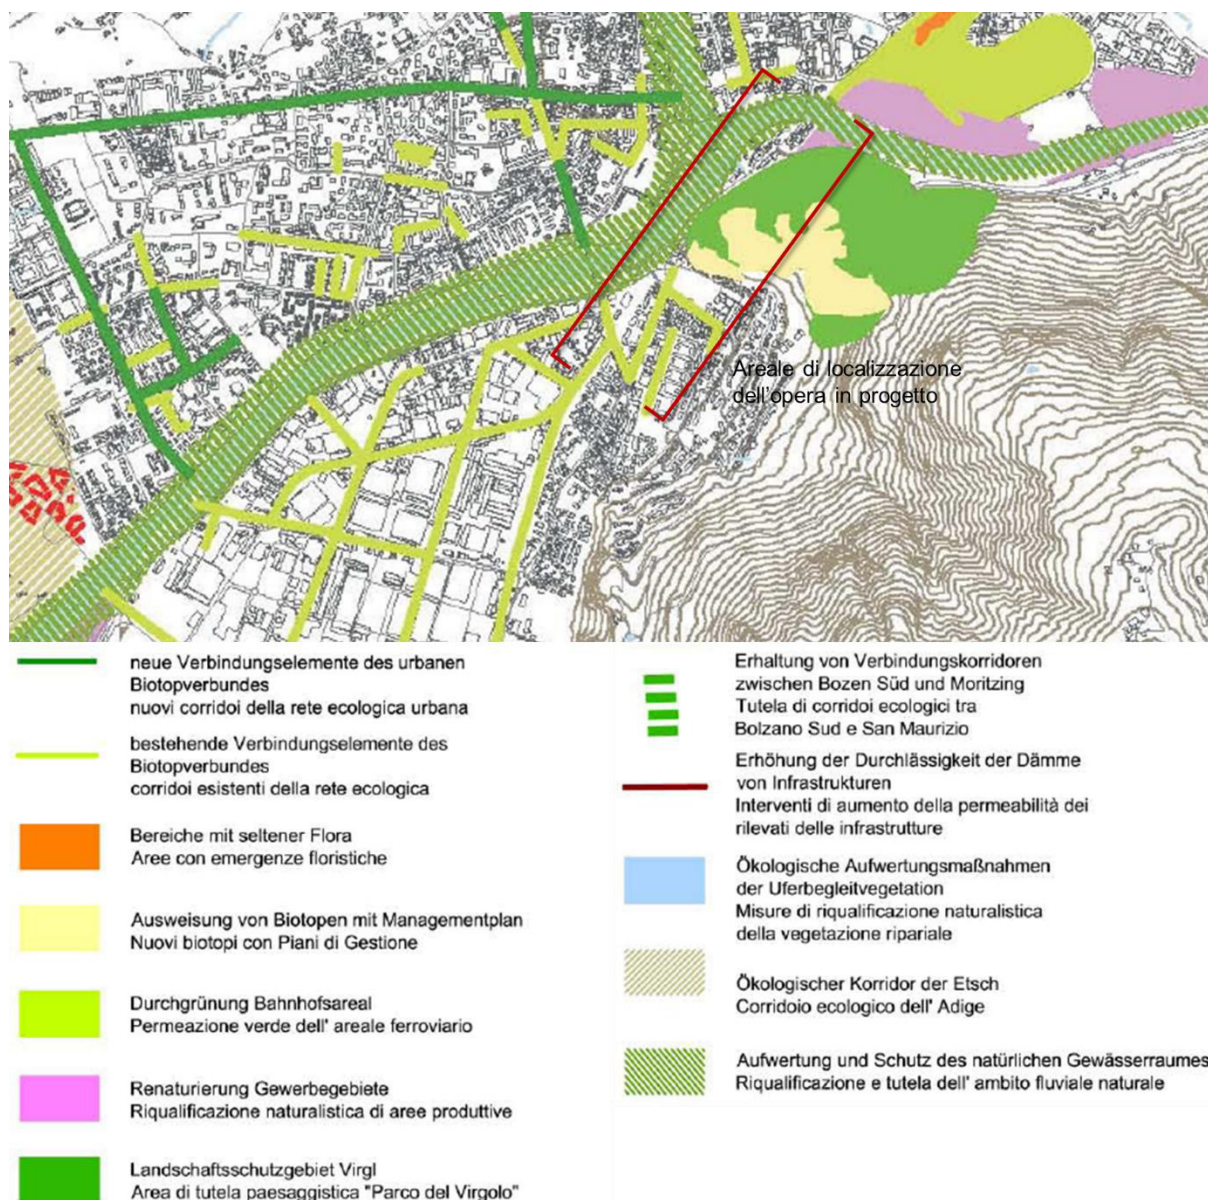 Areale di localizzazione
dell'opera in progetto
neue Verbindungselemente des urbanen
Biotopverbundes
nuovi corridoi della rete ecologica urbana
bestehende Verbindungselemente des
Biotopverbundes
corridoi esistenti della rete ecologica
Bereiche mit seltener Flora
Aree con emergenze floristiche
Ausweisung von Biotopen mit Managementplan
Nuovi biotopi con Piani di Gestione
Durchgrünung Bahnhofsareal
Permeazione verde dell' areale ferroviario
Renaturierung Gewerbegebiete
Riqualificazione naturalistica di aree produttive
Landschaftsschutzgebiet Virgl
Area di tutela paesaggistica "Parco del Virgolo"
Erhaltung von Verbindungskorridoren
zwischen Bozen Süd und Moritzing
Tutela di corridoi ecologici tra
Bolzano Sud e San Maurizio
Erhöhung der Durchlässigkeit der Dämme
von Infrastrukturen
Interventi di aumento della permeabilità dei
rilevati delle infrastrutture
Ökologische Aufwertungsmaßnahmen
der Uferbegleitvegetation
Misure di riqualificazione naturalistica
della vegetazione ripariale
Ökologischer Korridor der Etsch
Corridoio ecologico dell' Adige
Aufwertung und Schutz des natürlichen Gewässerraumes
Riqualificazione e tutela dell' ambito fluviale naturale